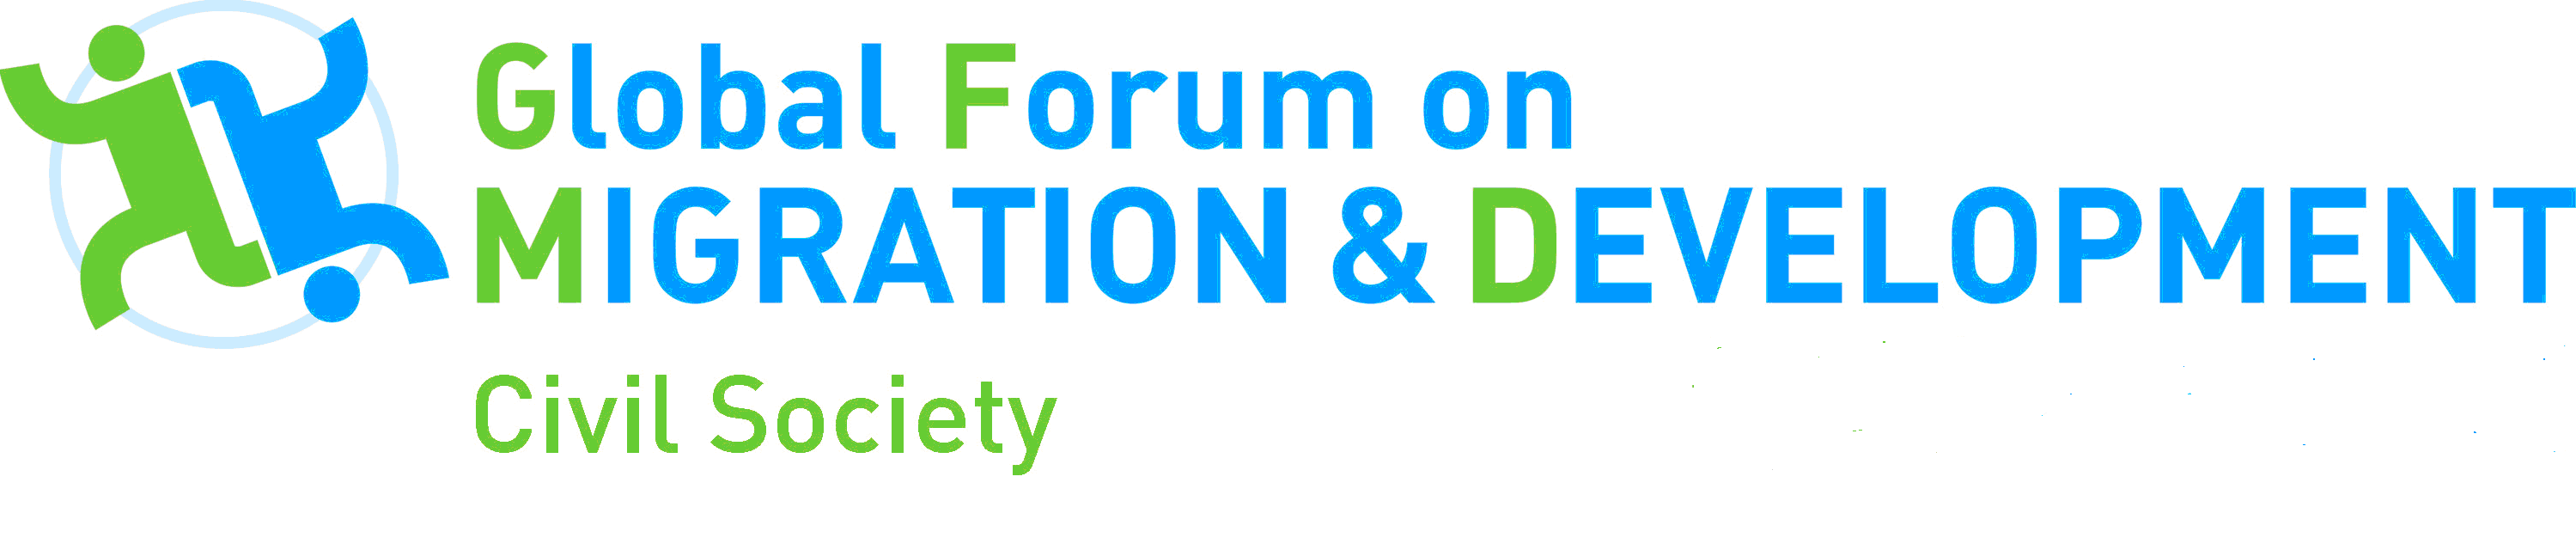 Global Forum on
MIGRATION & DEVELOPMENT
Civil Society